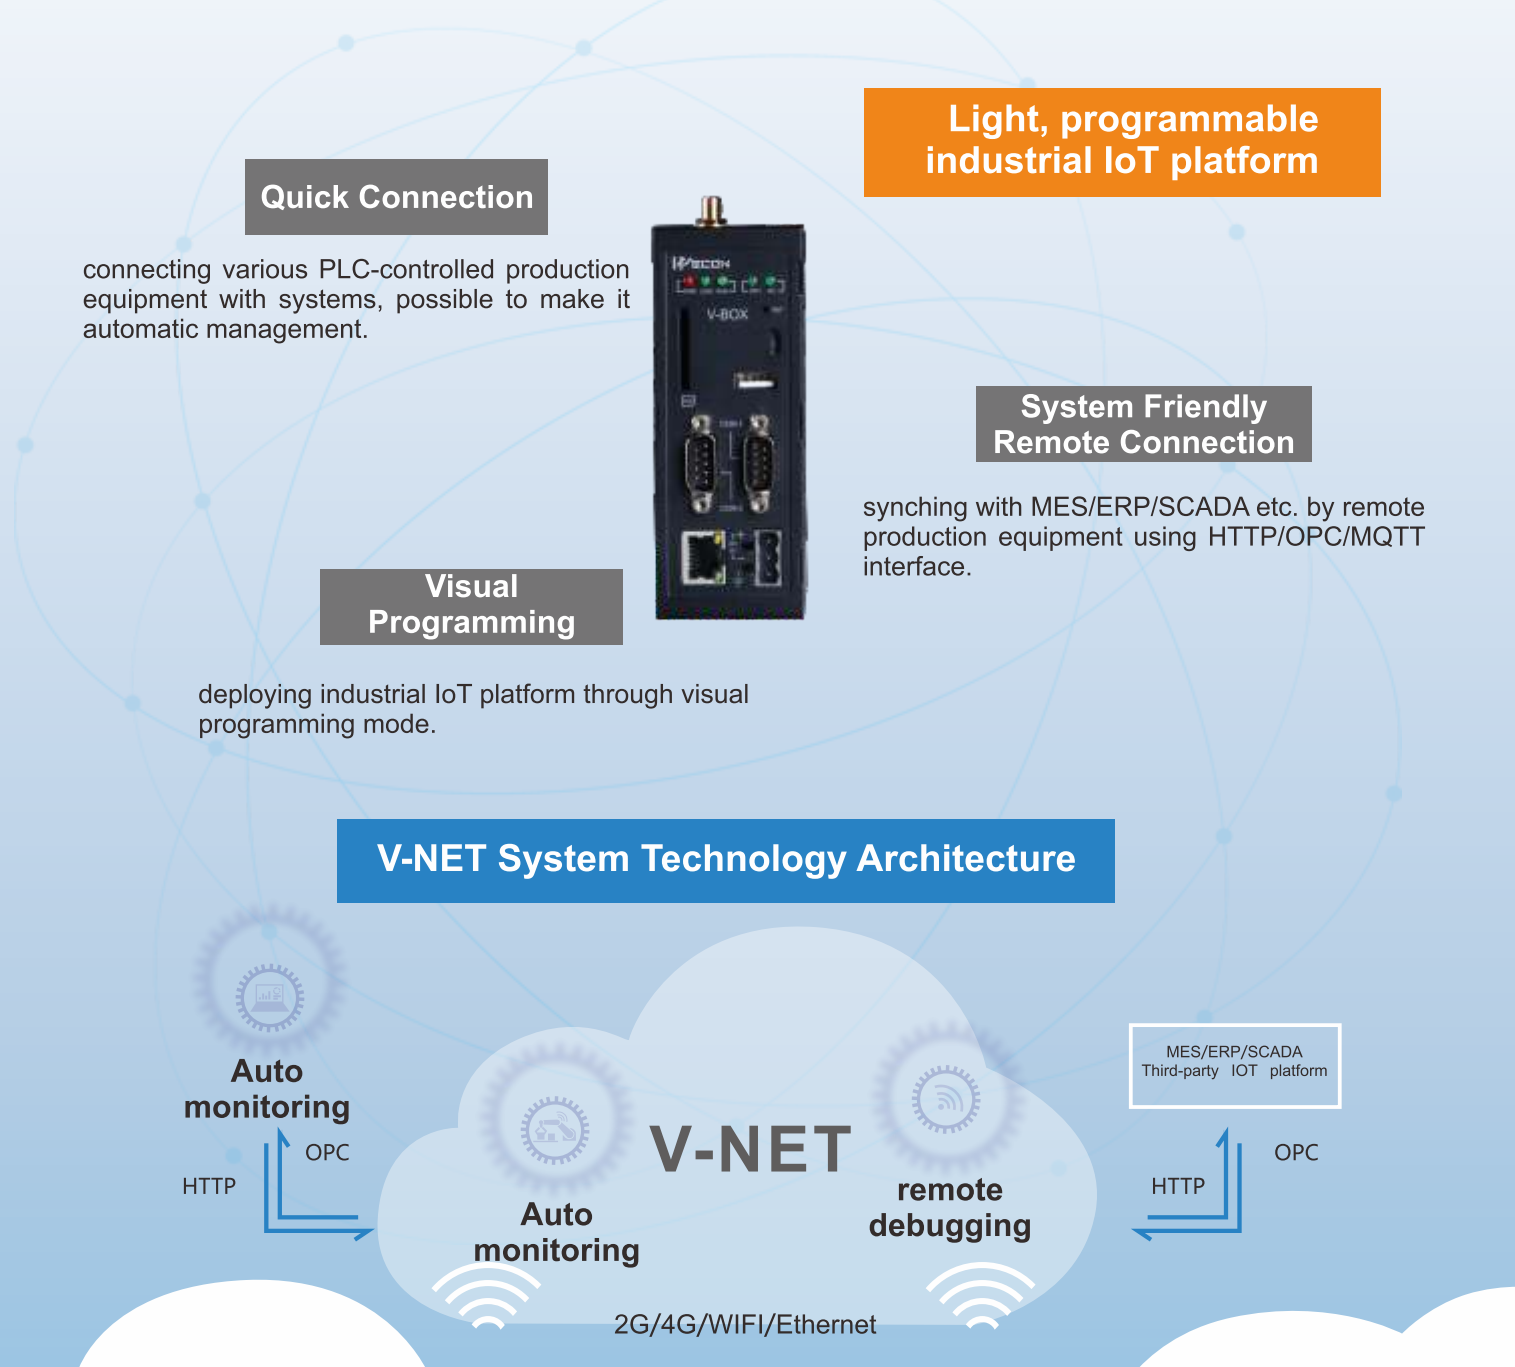 Light, programmable
industrial IoT platform
Quick Connection
connecting various PLC-controlled production
equipment with systems, possible to make it
automatic management.
WECON
V-BOX
System Friendly
Remote Connection
synching with MES/ERP/SCADA etc. by remote
production equipment using HTTP/OPC/MQTT
interface.
Visual
Programming
deploying industrial IoT platform through visual
programming mode.
V-NET System Technology Architecture
Auto
monitoring
OPC
HTTP
Auto
monitoring
V-NET
remote
debugging
MES/ERP/SCADA
Third-party IOT platform
OPC
HTTP
2G/4G/WIFI/Ethernet